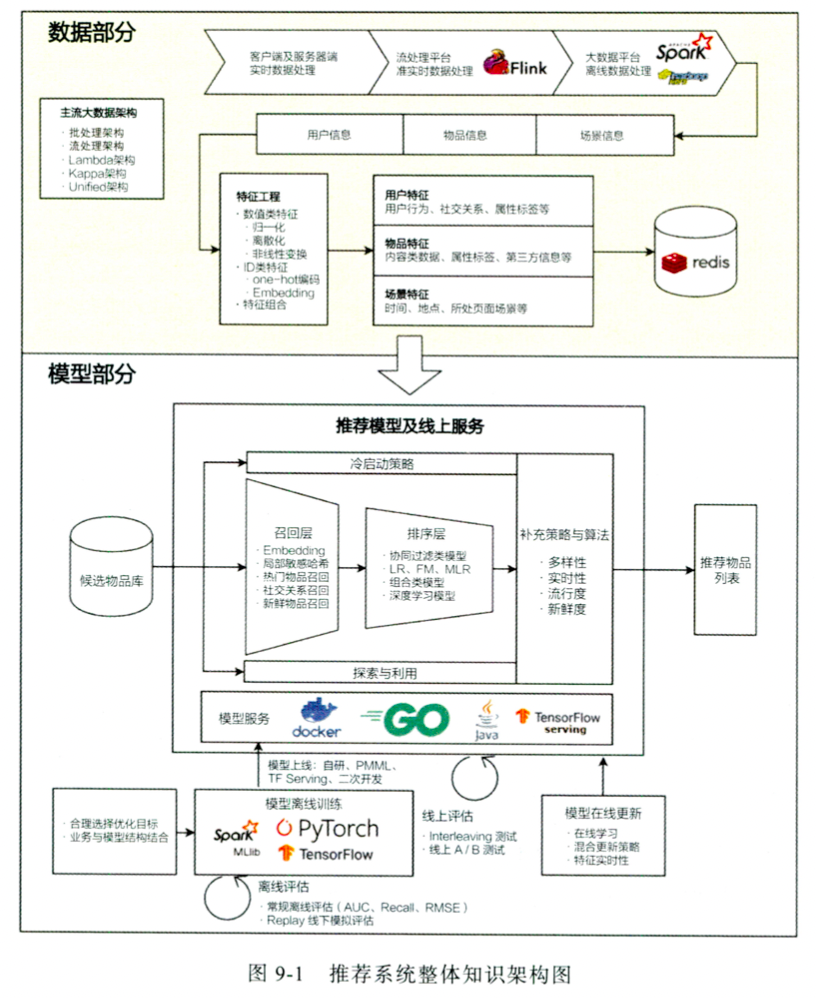 数据部分
客户端及服务器端
实时数据处理
流处理平台
准实时数据处理
Flink
大数据平台
离线数据处理
APACHE
Spark
主流大数据架构
· 批处理架构
· 流处理架构
· Lambda架构
· Kappa架构
· Unified架构
用户信息
物品信息
场景信息
特征工程
· 数值类特征
· 归一化
· 离散化
· 非线性变换
· ID类特征
· one-hot编码
· Embedding
· 特征组合
用户特征
用户行为、社交关系、属性标签等
物品特征
内容类数据、属性标签、第三方信息等
场景特征
时间、地点、所处页面场景等
redis
模型部分
推荐模型及线上服务
冷启动策略
候选物品库
召回层
· Embedding
· 局部敏感哈希
· 热门物品召回
· 社交关系召回
· 新鲜物品召回
排序层
· 协同过滤类模型
· LR、FM、MLR
· 组合类模型
· 深度学习模型
补充策略与算法
· 多样性
· 实时性
· 流行度
· 新鲜度
推荐物品
列表
探索与利用
模型服务
docker
GO
Java
TensorFlow
serving
模型上线：自研、PMML、
TF Serving、二次开发
· 合理选择优化目标
· 业务与模型结构结合
模型离线训练
Spark
MLlib
PyTorch
TensorFlow
线上评估
· Interleaving 测试
· 线上 A / B 测试
模型在线更新
· 在线学习
· 混合更新策略
· 特征实时性
离线评估
· 常规离线评估（AUC、Recall、RMSE）
· Replay 线下模拟评估
图 9-1 推荐系统整体知识架构图